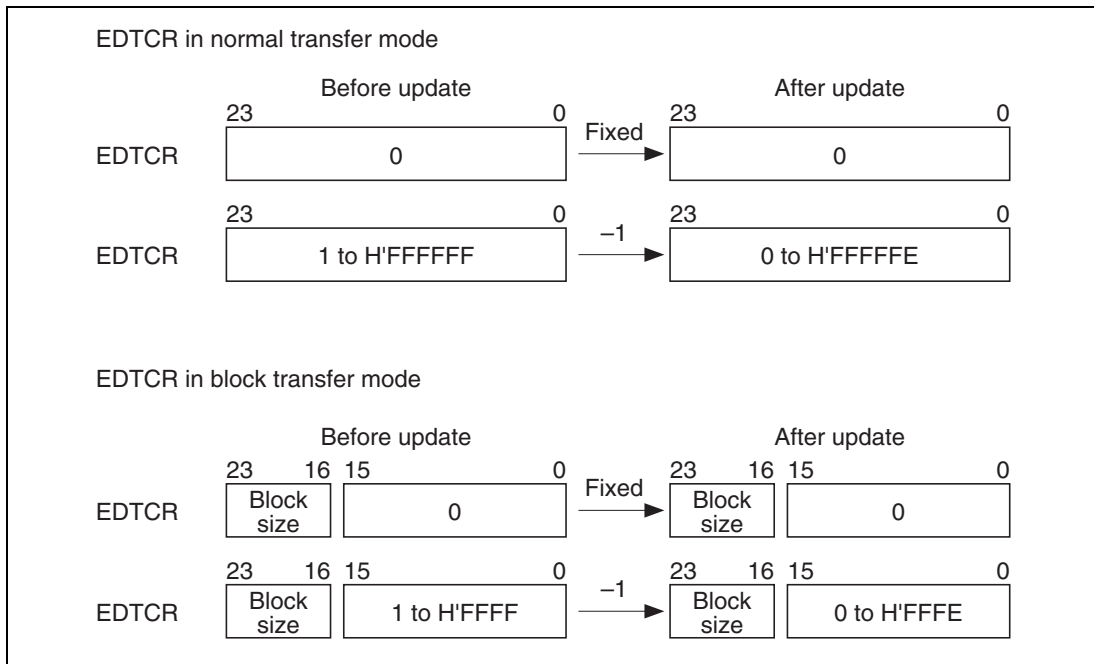 EDTCR in normal transfer mode
Before update After update
23 0 Fixed 23 0
EDTCR 0 0
23 0 –1 23 0
EDTCR 1 to H'FFFFFF 0 to H'FFFFFE
EDTCR in block transfer mode
Before update After update
23 16 15 0 Fixed 23 16 15 0
EDTCR Block size 0 Block size 0
23 16 15 0 –1 23 16 15 0
EDTCR Block size 1 to H'FFFF Block size 0 to H'FFFE